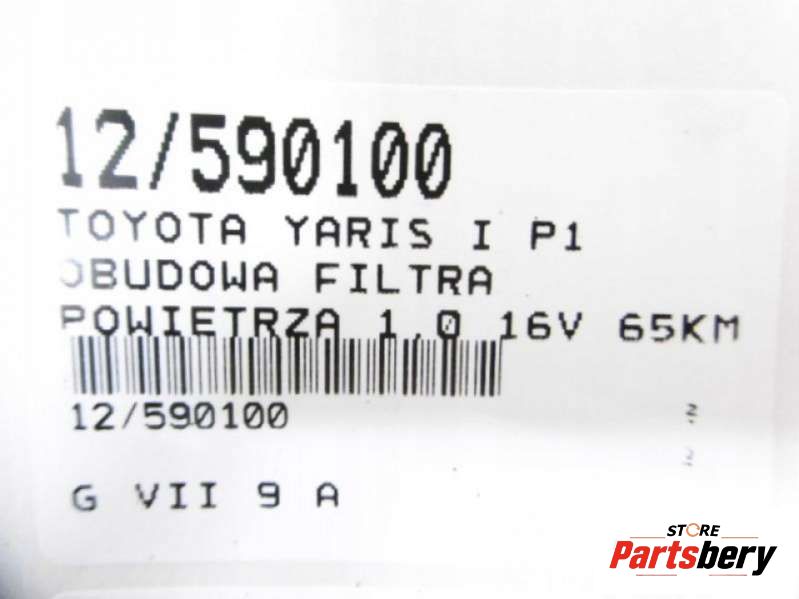 12/590100
TOYOTA YARIS I P1
OBUDOWA FILTRA
POWIETRZA 1,0 16V 65KM
12/590100
G VII 9 A
STORE
Partsbery